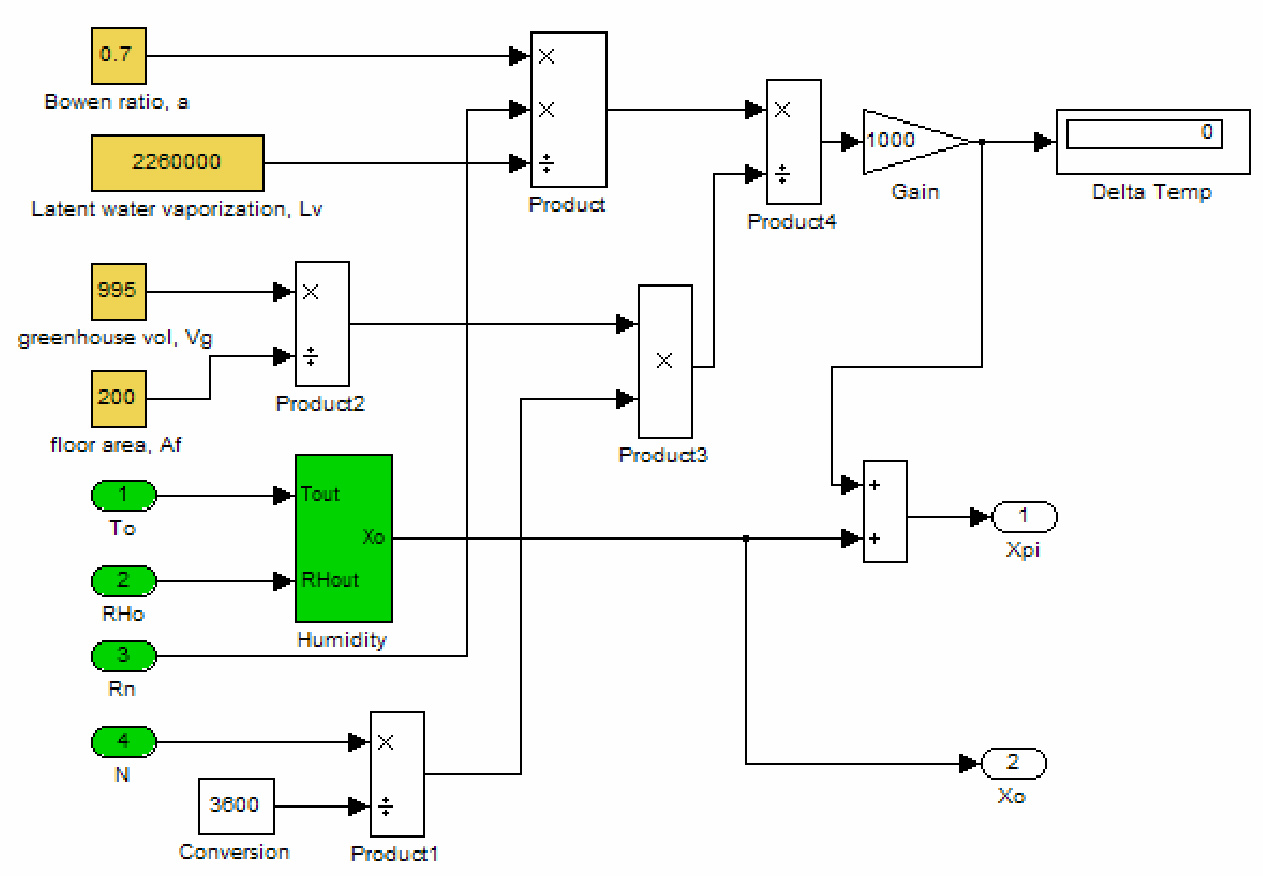 0.7
Bowen ratio, a
2260000
Latent water vaporization, Lv
×
×
÷
Product
×
÷
Product4
1000
Gain
0
Delta Temp
995
greenhouse vol, Vg
200
floor area, Af
×
÷
Product2
×
Product3
1
To
2
RHo
3
Rn
4
N
Tout
Xo
RHout
Humidity
+
+
1
Xpi
2
Xo
3600
Conversion
×
÷
Product1